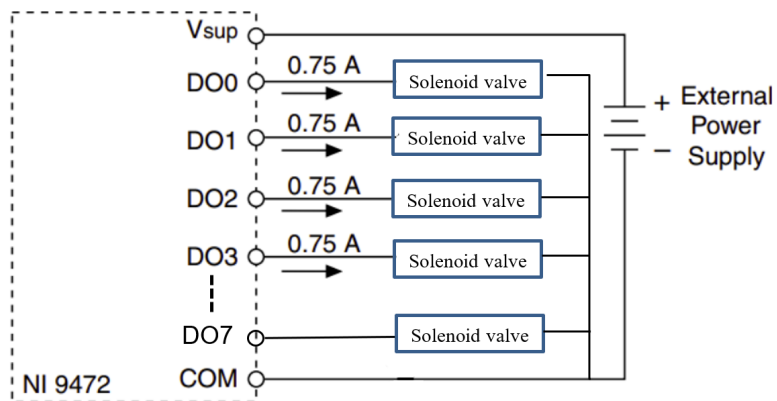 Vsup
DO0
0.75 A
Solenoid valve
DO1
0.75 A
Solenoid valve
DO2
0.75 A
Solenoid valve
DO3
0.75 A
Solenoid valve
DO7
Solenoid valve
COM
NI 9472
+ External
Power
− Supply